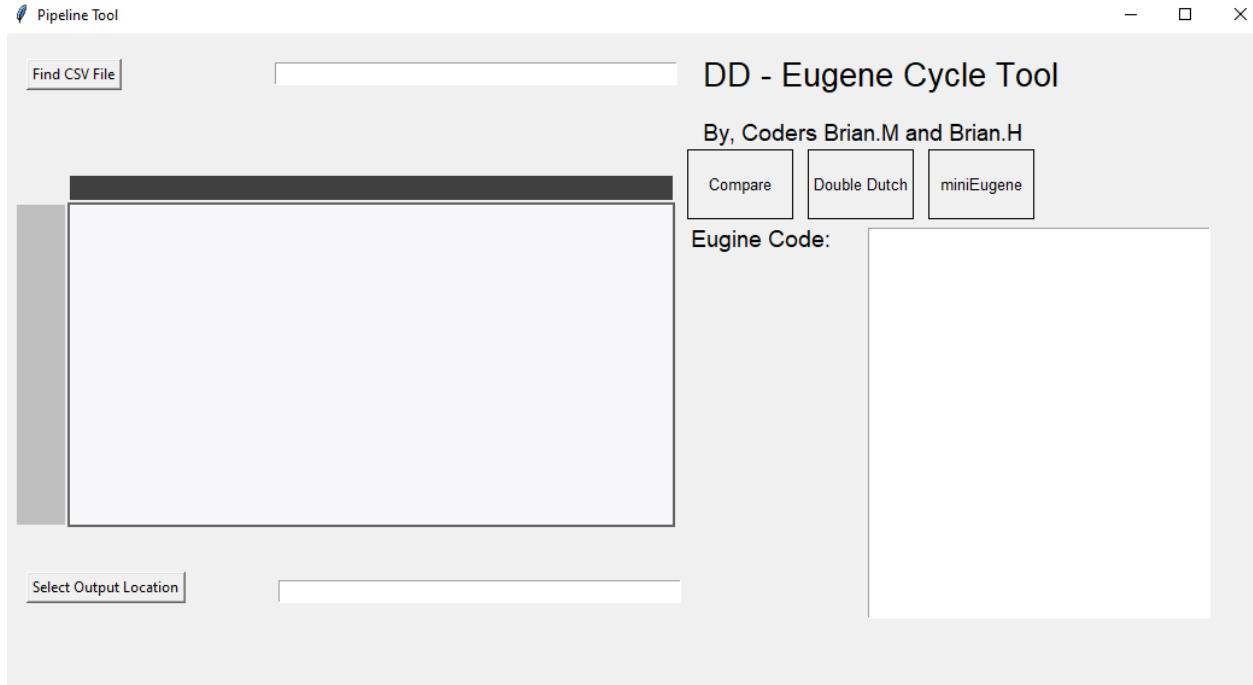 Pipeline Tool
Find CSV File
DD - Eugene Cycle Tool
By, Coders Brian.M and Brian.H
Compare
Double Dutch
miniEugene
Eugine Code:
Select Output Location